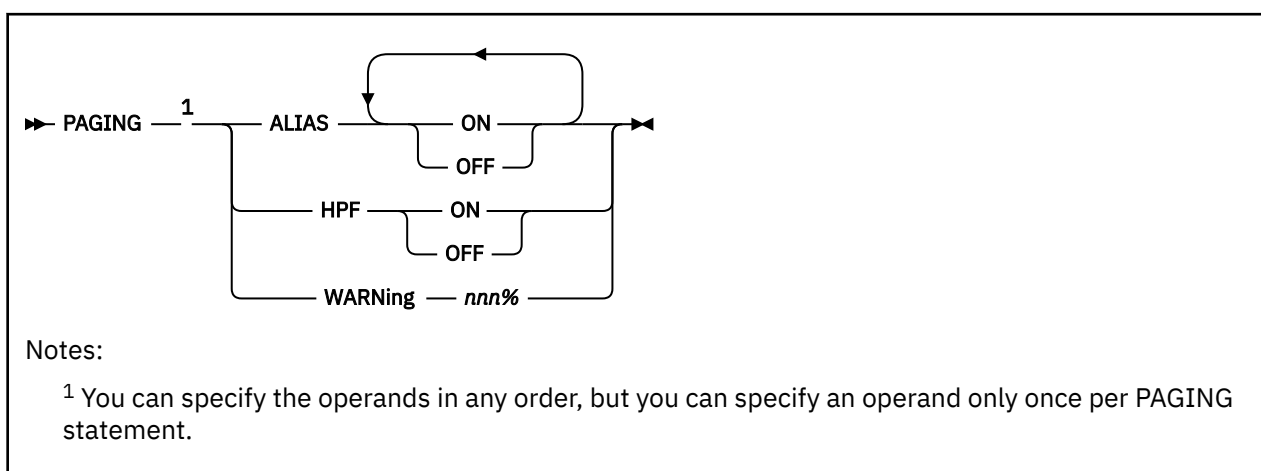 PAGING 1 ALIAS ON
OFF
HPF ON
OFF
WARNing nnn%
Notes:
1 You can specify the operands in any order, but you can specify an operand only once per PAGING
statement.